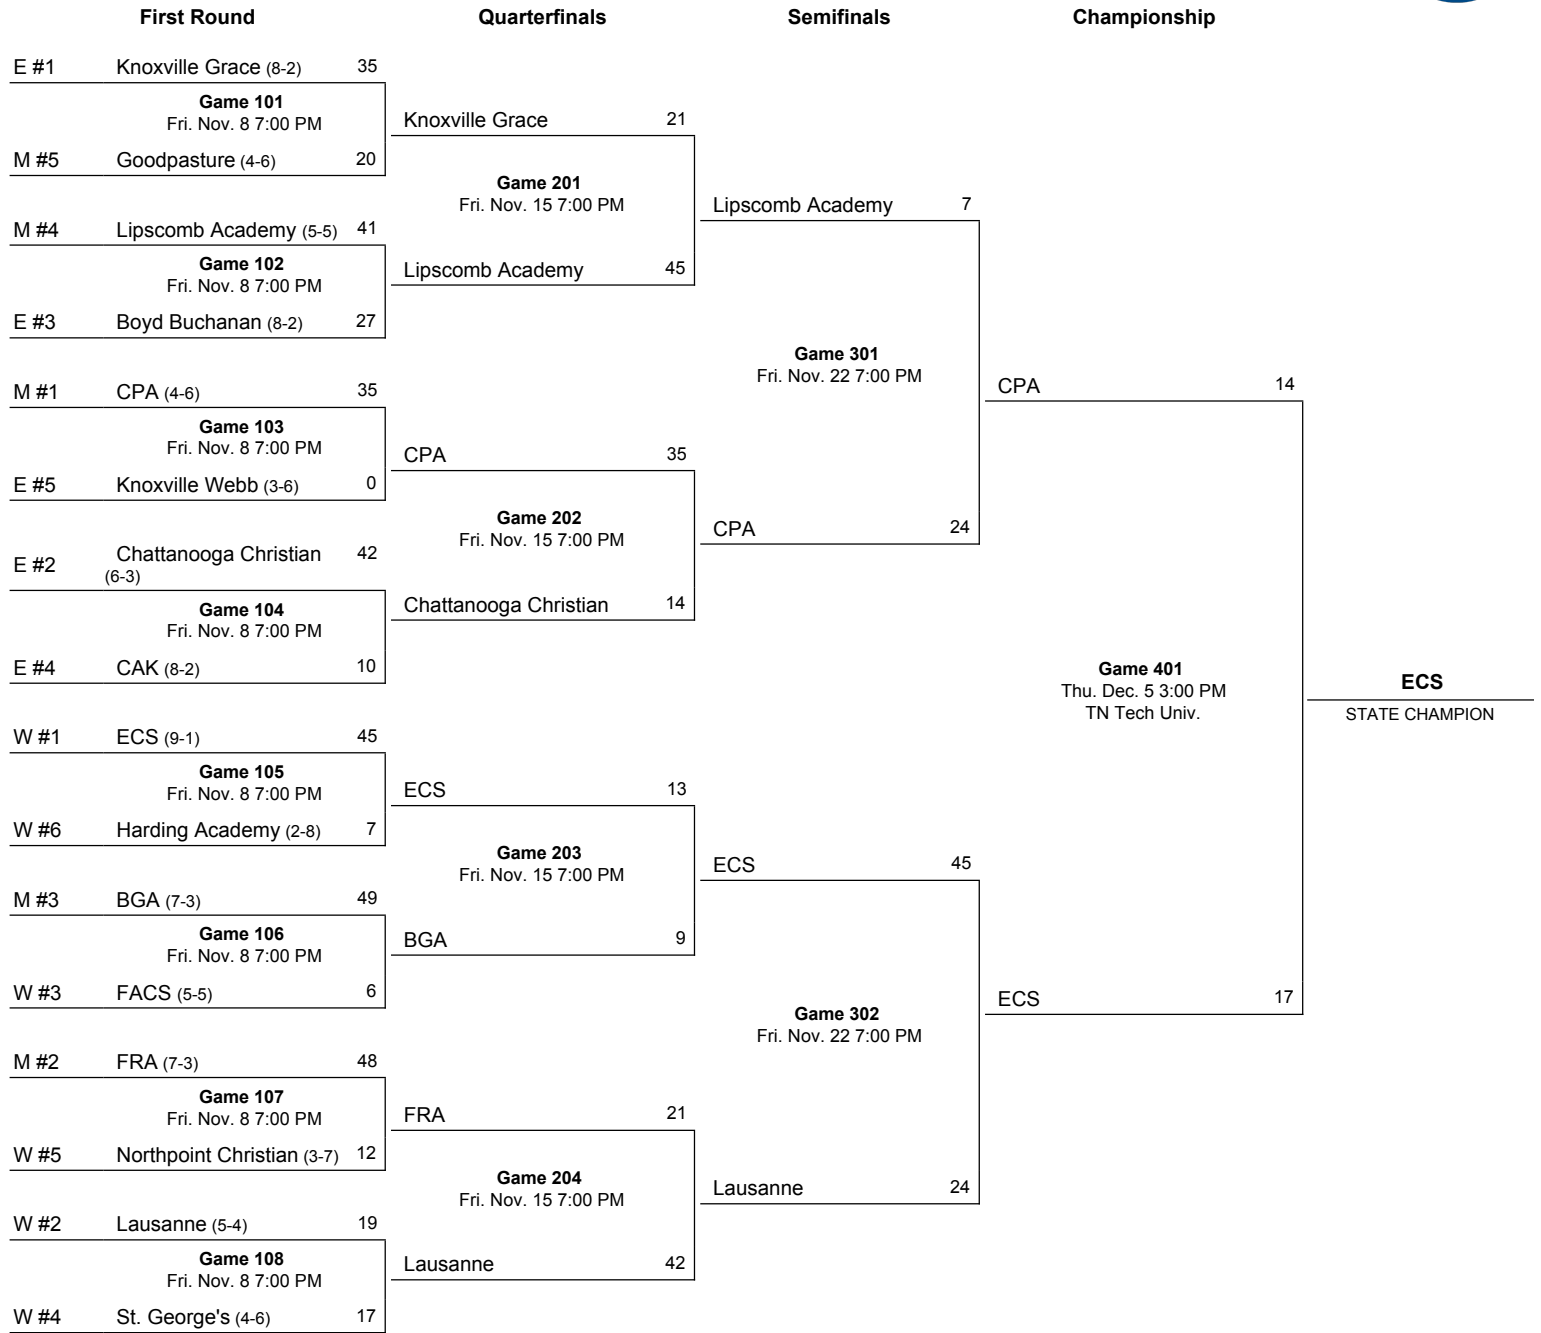 First Round Quarterfinals Semifinals Championship
E #1 Knoxville Grace (8-2) 35
Game 101
Fri. Nov. 8 7:00 PM
M #5 Goodpasture (4-6) 20
M #4 Lipscomb Academy (5-5) 41
Game 102
Fri. Nov. 8 7:00 PM
E #3 Boyd Buchanan (8-2) 27
M #1 CPA (4-6) 35
Game 103
Fri. Nov. 8 7:00 PM
E #5 Knoxville Webb (3-6) 0
E #2 Chattanooga Christian 42
(6-3)
Game 104
Fri. Nov. 8 7:00 PM
E #4 CAK (8-2) 10
W #1 ECS (9-1) 45
Game 105
Fri. Nov. 8 7:00 PM
W #6 Harding Academy (2-8) 7
M #3 BGA (7-3) 49
Game 106
Fri. Nov. 8 7:00 PM
W #3 FACS (5-5) 6
M #2 FRA (7-3) 48
Game 107
Fri. Nov. 8 7:00 PM
W #5 Northpoint Christian (3-7) 12
W #2 Lausanne (5-4) 19
Game 108
Fri. Nov. 8 7:00 PM
W #4 St. George's (4-6) 17
Knoxville Grace 21
Game 201
Fri. Nov. 15 7:00 PM
Lipscomb Academy 45
CPA 35
Game 202
Fri. Nov. 15 7:00 PM
Chattanooga Christian 14
ECS 13
Game 203
Fri. Nov. 15 7:00 PM
BGA 9
FRA 21
Game 204
Fri. Nov. 15 7:00 PM
Lausanne 42
Lipscomb Academy 7
Game 301
Fri. Nov. 22 7:00 PM
CPA 24
ECS 45
Game 302
Fri. Nov. 22 7:00 PM
Lausanne 24
CPA 14
Game 401
Thu. Dec. 5 3:00 PM
TN Tech Univ.
ECS 17
ECS
STATE CHAMPION